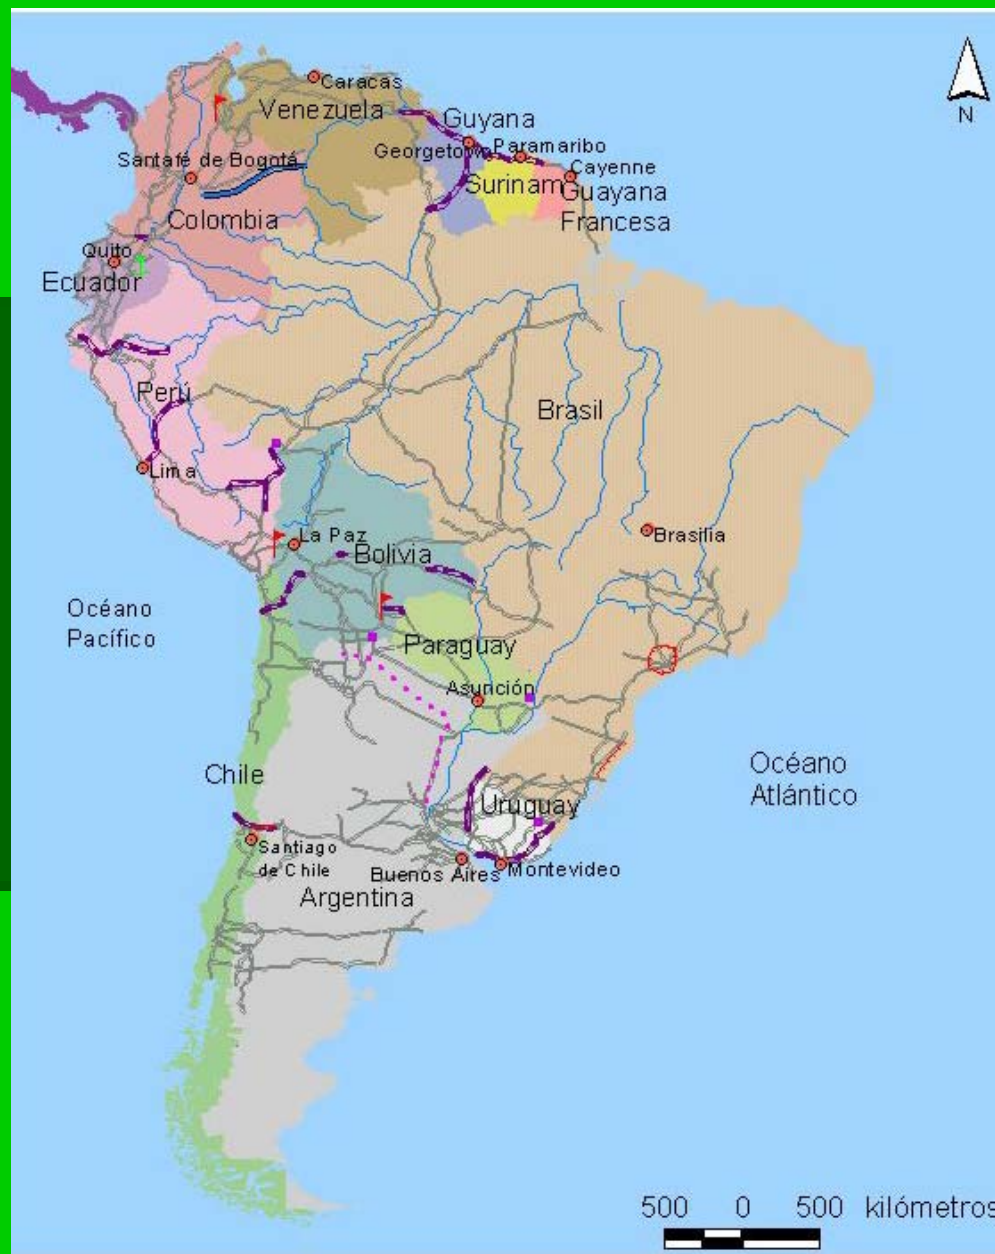 N
Caracas
Venezuela
Guyana
Georgetown
Paramaribo
Santafé de Bogotá
Cayenne
Surinam
Guayana
Francesa
Colombia
Quito
Ecuador
Perú
Brasil
Lima
Brasilia
La Paz
Bolivia
Océano
Pacífico
Paraguay
Asunción
Chile
Océano
Atlántico
Uruguay
Santiago
de Chile
Buenos Aires
Montevideo
Argentina
500 0 500 kilómetros